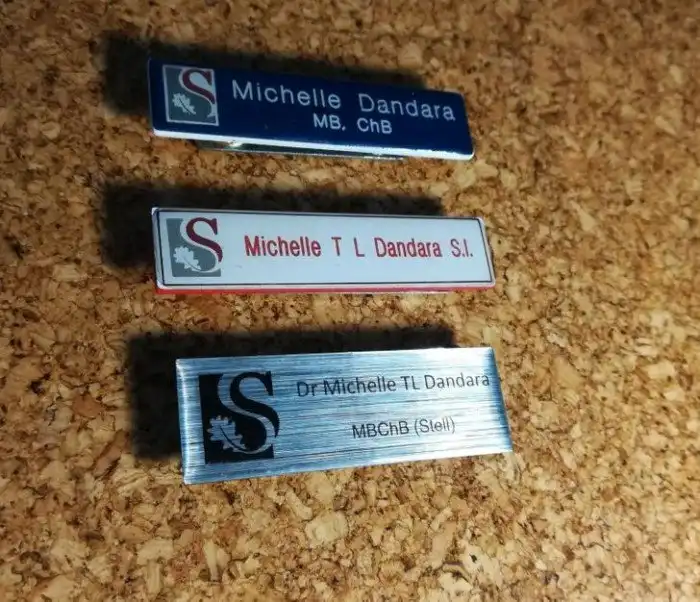 S
Michelle Dandara
MB. ChB
S
Michelle T L Dandara S.I.
S
Dr Michelle TL Dandara
MBChB (Stell)